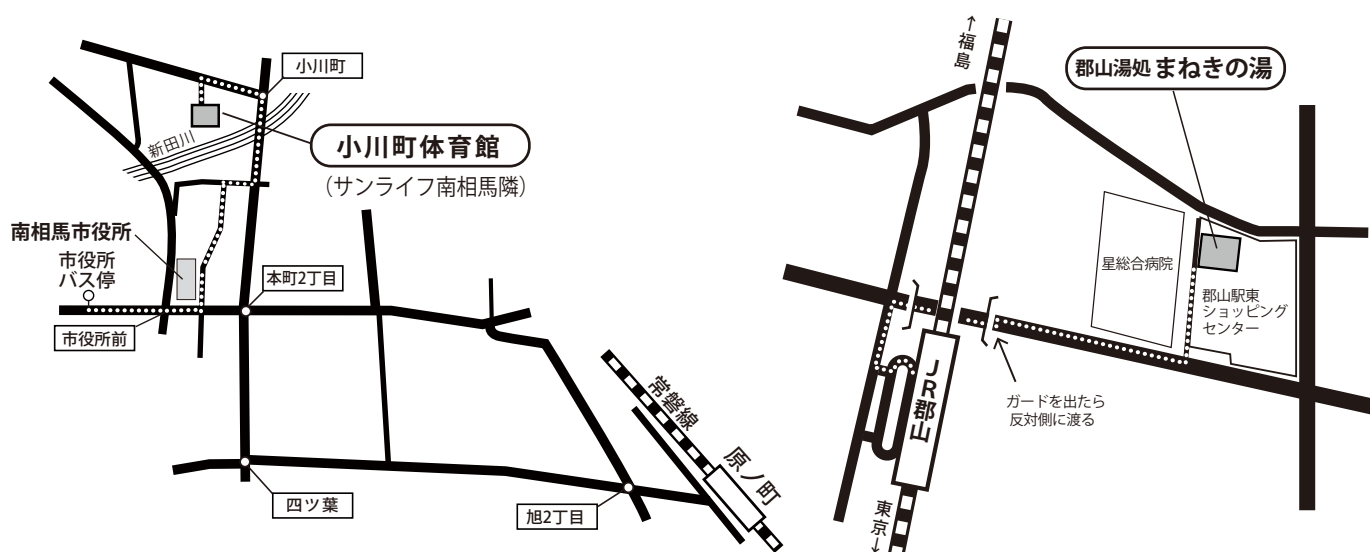 小川町
新田川
小川町体育館
（サンライフ南相馬隣）
南相馬市役所
市役所
バス停
本町2丁目
市役所前
常磐線
原ノ町
四ツ葉
旭2丁目
↑福島
郡山湯処 まねきの湯
星総合病院
郡山駅東
ショッピング
センター
JR郡山
ガードを出たら
反対側に渡る
東京↓